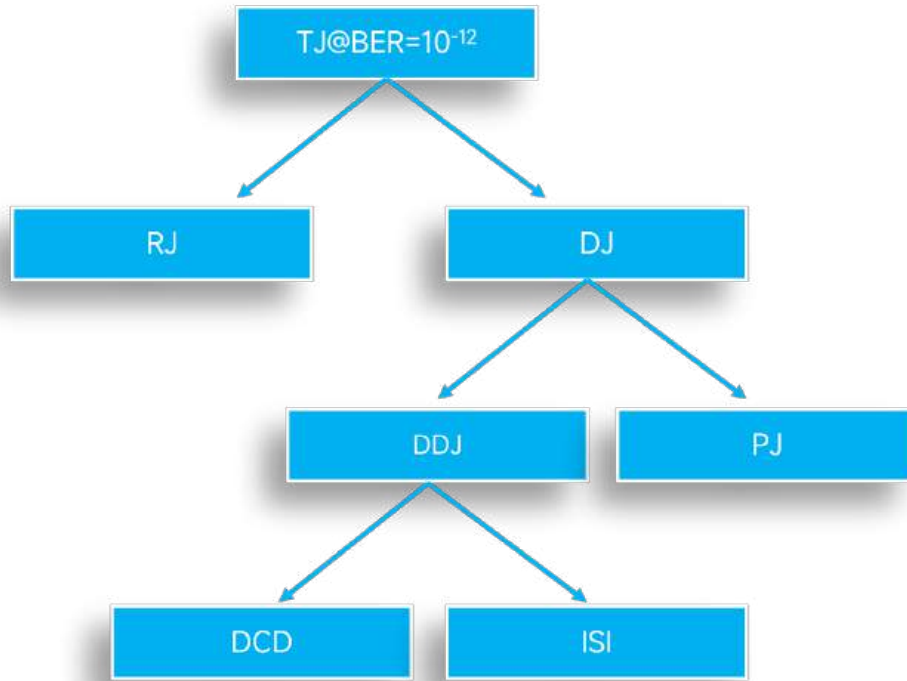 TJ@BER=10⁻¹²
RJ
DJ
DDJ
PJ
DCD
ISI